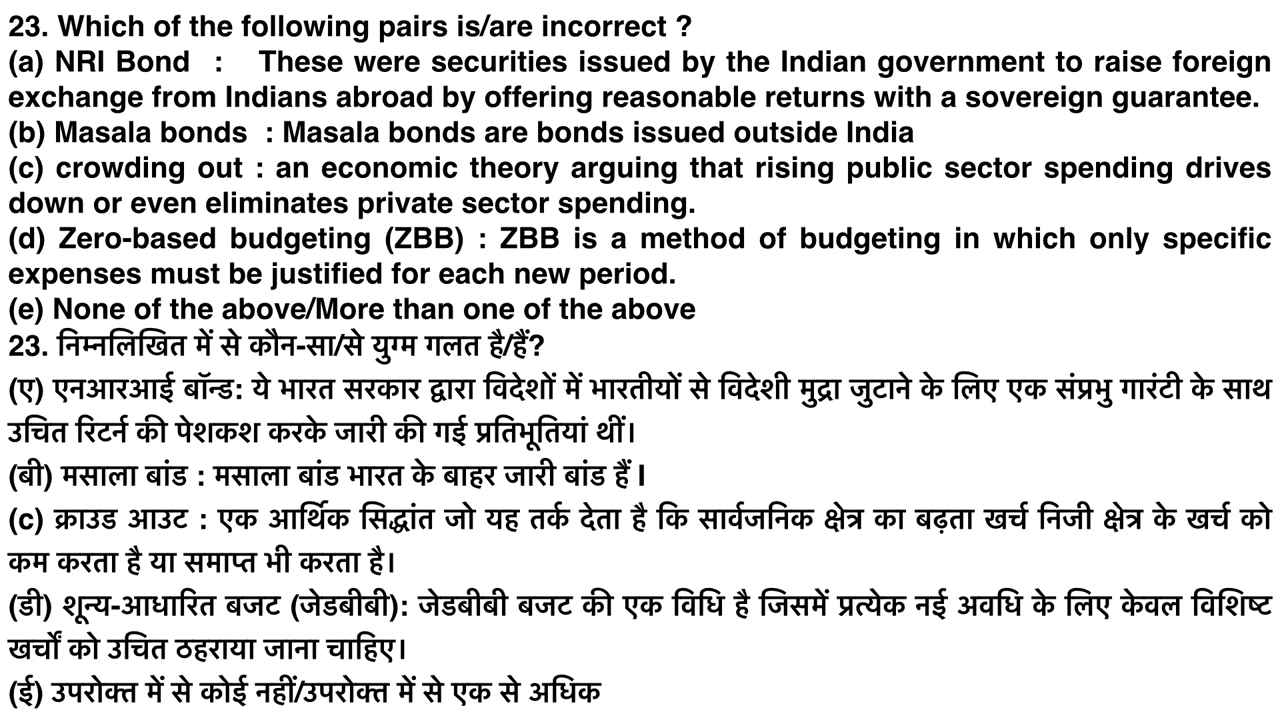 23. Which of the following pairs is/are incorrect ?
(a) NRI Bond : These were securities issued by the Indian government to raise foreign
exchange from Indians abroad by offering reasonable returns with a sovereign guarantee.
(b) Masala bonds : Masala bonds are bonds issued outside India
(c) crowding out : an economic theory arguing that rising public sector spending drives
down or even eliminates private sector spending.
(d) Zero-based budgeting (ZBB) : ZBB is a method of budgeting in which only specific
expenses must be justified for each new period.
(e) None of the above/More than one of the above
23. निम्नलिखित में से कौन-सा/से युग्म गलत है/हैं?
(ए) एनआरआई बॉन्ड: ये भारत सरकार द्वारा विदेशों में भारतीयों से विदेशी मुद्रा जुटाने के लिए एक संप्रभु गारंटी के साथ
उचित रिटर्न की पेशकश करके जारी की गई प्रतिभूतियां थीं।
(बी) मसाला बांड : मसाला बांड भारत के बाहर जारी बांड हैं I
(c) क्राउड आउट : एक आर्थिक सिद्धांत जो यह तर्क देता है कि सार्वजनिक क्षेत्र का बढ़ता खर्च निजी क्षेत्र के खर्च को
कम करता है या समाप्त भी करता है।
(डी) शून्य-आधारित बजट (जेडबीबी): जेडबीबी बजट की एक विधि है जिसमें प्रत्येक नई अवधि के लिए केवल विशिष्ट
खर्चों को उचित ठहराया जाना चाहिए।
(ई) उपरोक्त में से कोई नहीं/उपरोक्त में से एक से अधिक